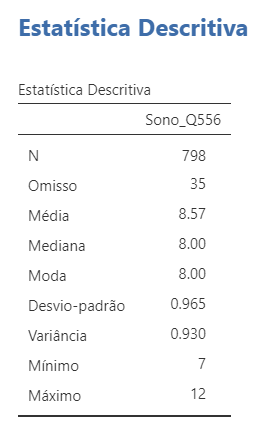 Estatística Descritiva
Estatística Descritiva
Sono_Q556
N 798
Omisso 35
Média 8.57
Mediana 8.00
Moda 8.00
Desvio-padrão 0.965
Variância 0.930
Mínimo 7
Máximo 12